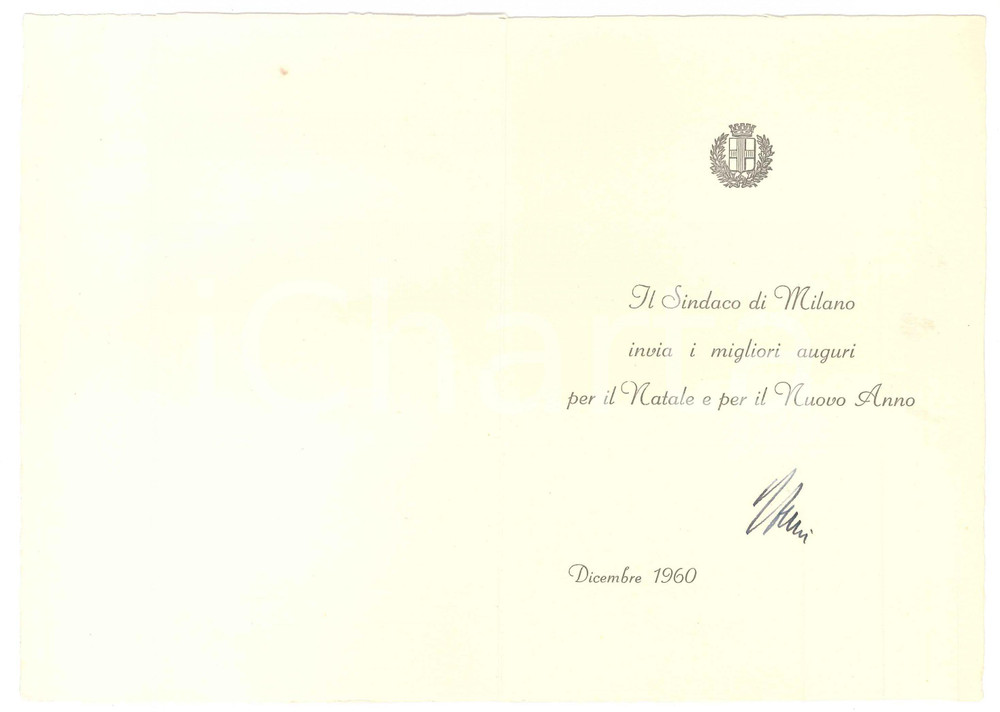 Il Sindaco di Milano
invia i migliori auguri
per il Natale e per il Nuovo Anno
Dicembre 1960